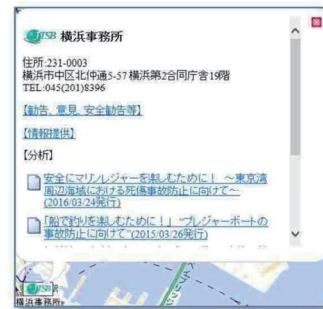 JTSB 横浜事務所
住所:231-0003
横浜市中区北仲通5-57 横浜第2合同庁舎19階
TEL:045(201)8396
【勧告、意見、安全勧告等】
【情報提供】
【分析】
安全にマリンレジャーを楽しむために！ ～東京湾
周辺海域における死傷事故防止に向けて～
(2016/03/24発行)
「船で釣りを楽しむために！」 “プレジャーボートの
事故防止に向けて”(2015/03/26発行)
JTSB
横浜事務所